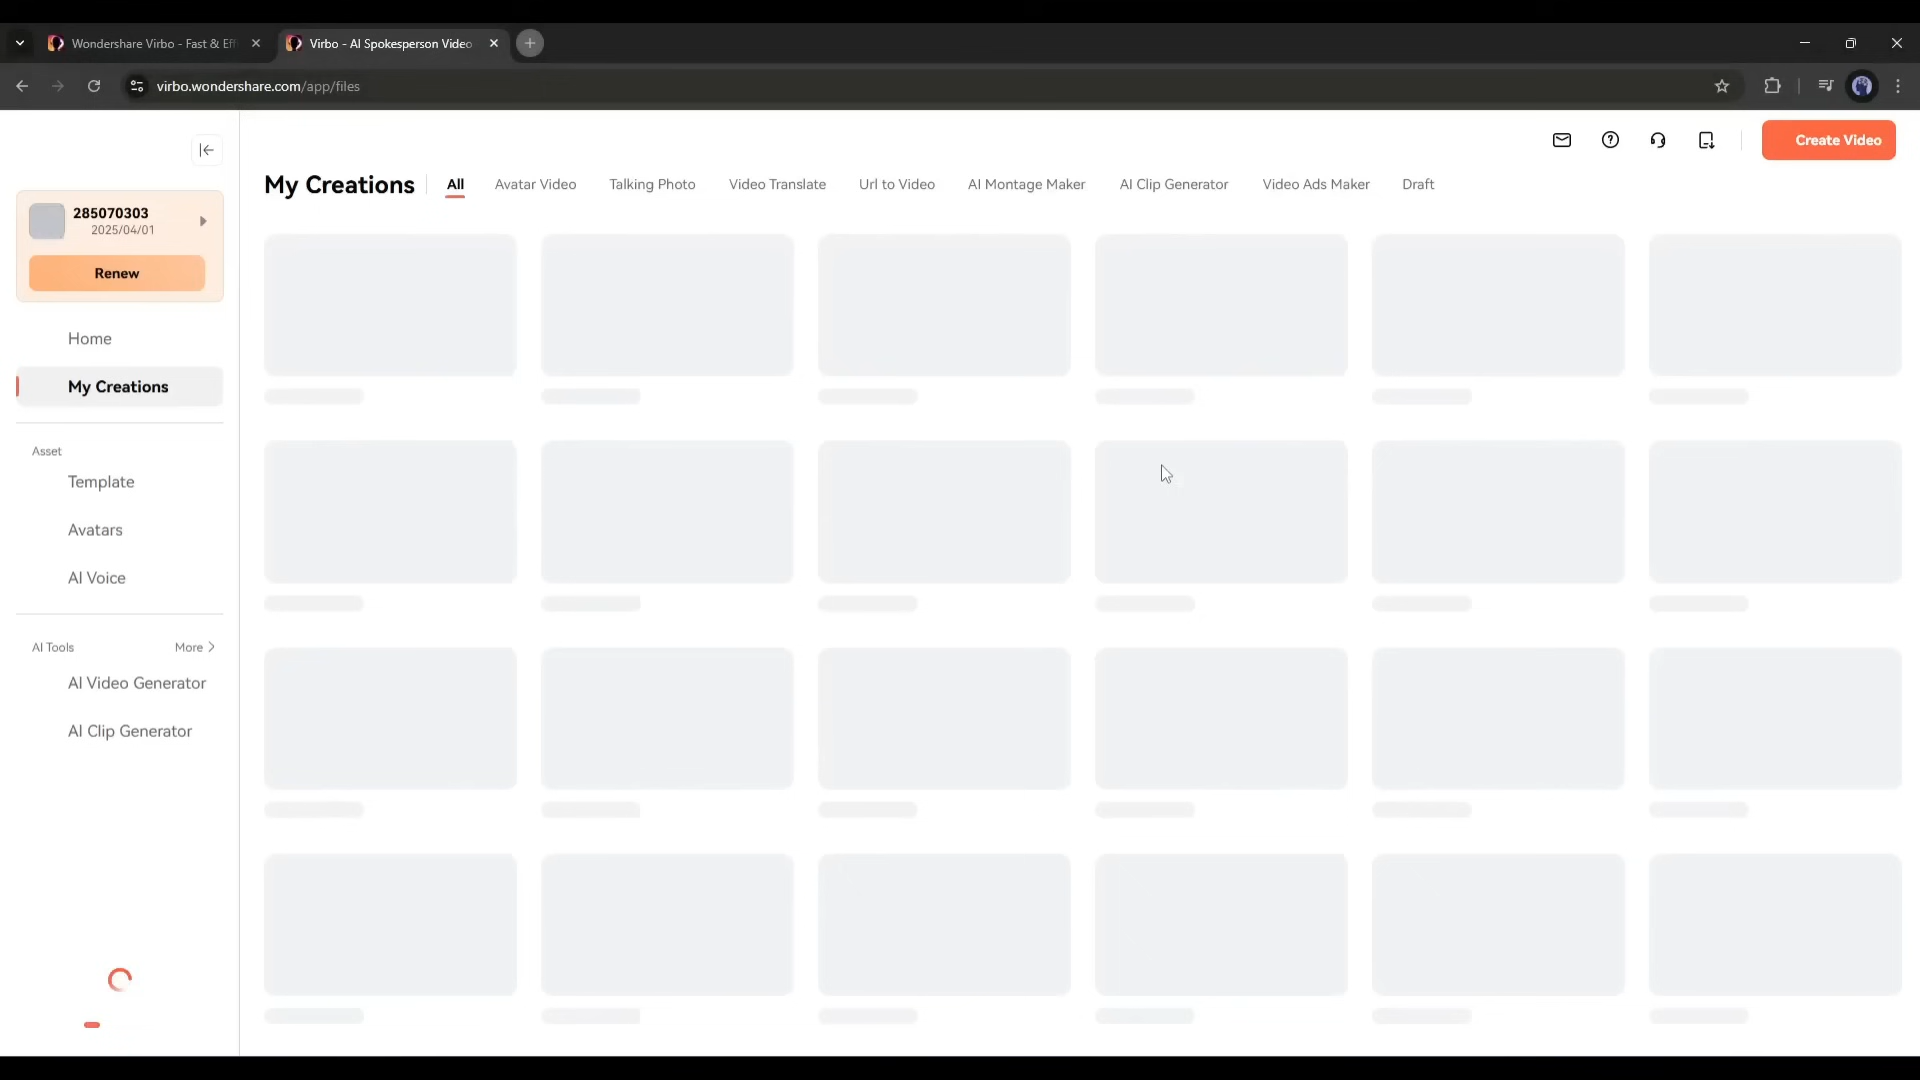 Wondershare Virbo - Fast & Eff
Virbo - AI Spokesperson Video
virbo.wondershare.com/app/files
Create Video
My Creations
All
Avatar Video
Talking Photo
Video Translate
Url to Video
AI Montage Maker
AI Clip Generator
Video Ads Maker
Draft
285070303
2025/04/01
Renew
Home
My Creations
Asset
Template
Avatars
AI Voice
AI Tools
More
AI Video Generator
AI Clip Generator